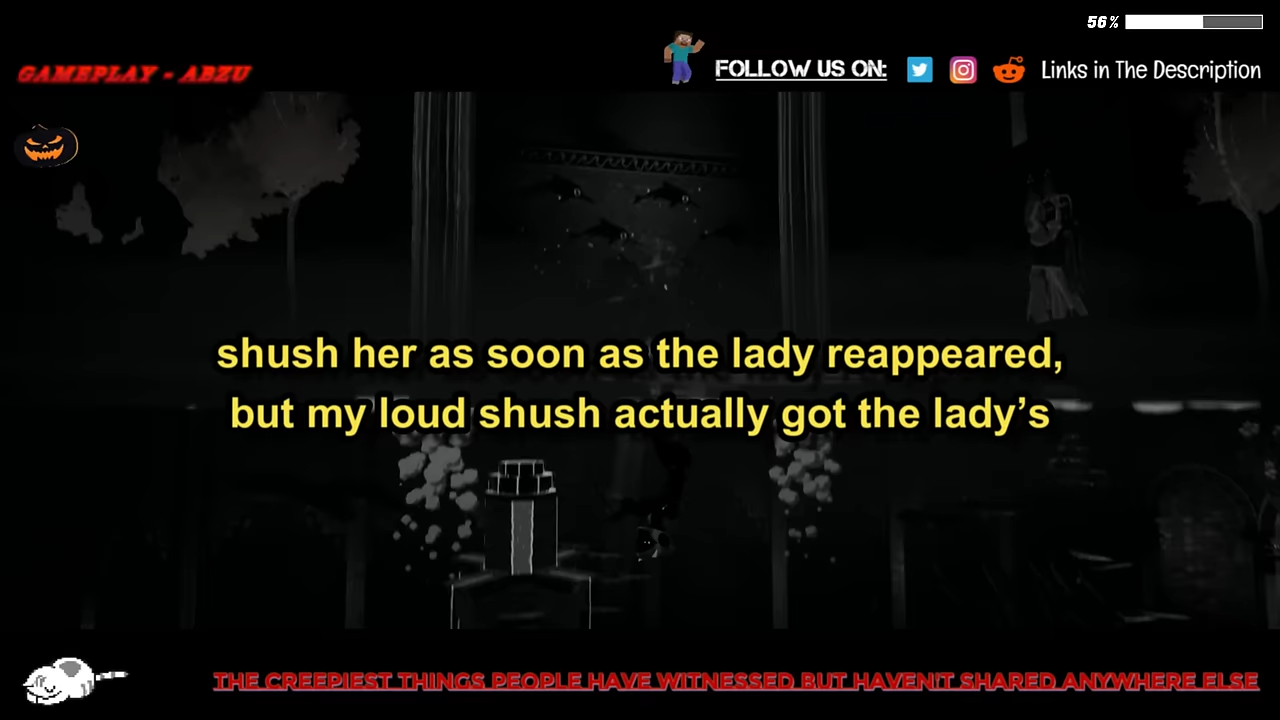 56%
GAMEPLAY - ABZU
FOLLOW US ON: Links in The Description
shush her as soon as the lady reappeared,
but my loud shush actually got the lady’s
THE CREEPIEST THINGS PEOPLE HAVE WITNESSED BUT HAVEN'T SHARED ANYWHERE ELSE